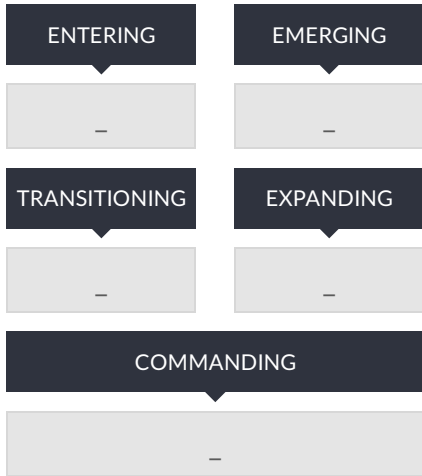 ENTERING EMERGING
– –
TRANSITIONING EXPANDING
– –
COMMANDING
–